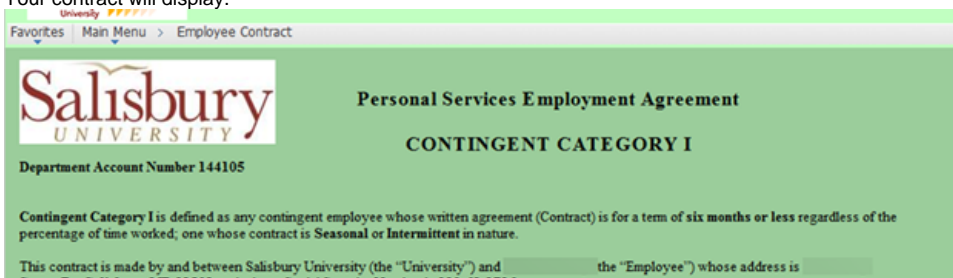 Your contract will display:
University
Favorites Main Menu > Employee Contract
Salisbury
UNIVERSITY
Personal Services Employment Agreement
CONTINGENT CATEGORY I
Department Account Number 144105
Contingent Category I is defined as any contingent employee whose written agreement (Contract) is for a term of six months or less regardless of the
percentage of time worked; one whose contract is Seasonal or Intermittent in nature.
This contract is made by and between Salisbury University (the “University”) and the “Employee”) whose address is